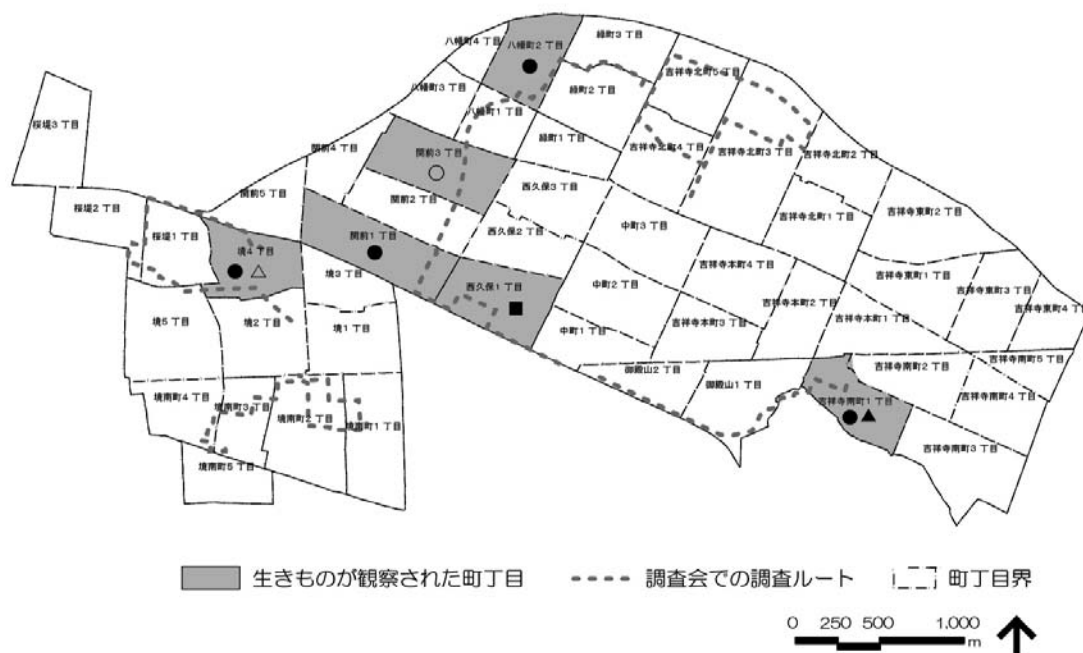 八幡町4丁目
八幡町2丁目
緑町3丁目
吉祥寺北町5丁目
桜堤3丁目
八幡町3丁目
八幡町1丁目
緑町2丁目
緑町1丁目
関前4丁目
関前3丁目
吉祥寺北町4丁目
吉祥寺北町3丁目
吉祥寺北町2丁目
関前5丁目
関前2丁目
西久保3丁目
桜堤2丁目
桜堤1丁目
関前1丁目
西久保2丁目
中町3丁目
吉祥寺北町1丁目
吉祥寺東町2丁目
境4丁目
境3丁目
西久保1丁目
中町2丁目
吉祥寺本町4丁目
吉祥寺東町1丁目
吉祥寺東町3丁目
吉祥寺東町4丁目
境5丁目
境2丁目
境1丁目
中町1丁目
吉祥寺本町3丁目
吉祥寺本町2丁目
吉祥寺本町1丁目
御殿山2丁目
御殿山1丁目
吉祥寺南町2丁目
吉祥寺南町5丁目
境南町4丁目
境南町3丁目
境南町2丁目
境南町1丁目
吉祥寺南町1丁目
吉祥寺南町4丁目
境南町5丁目
吉祥寺南町3丁目
生きものが観察された町丁目
調査会での調査ルート
町丁目界
0 250 500 1.000
m